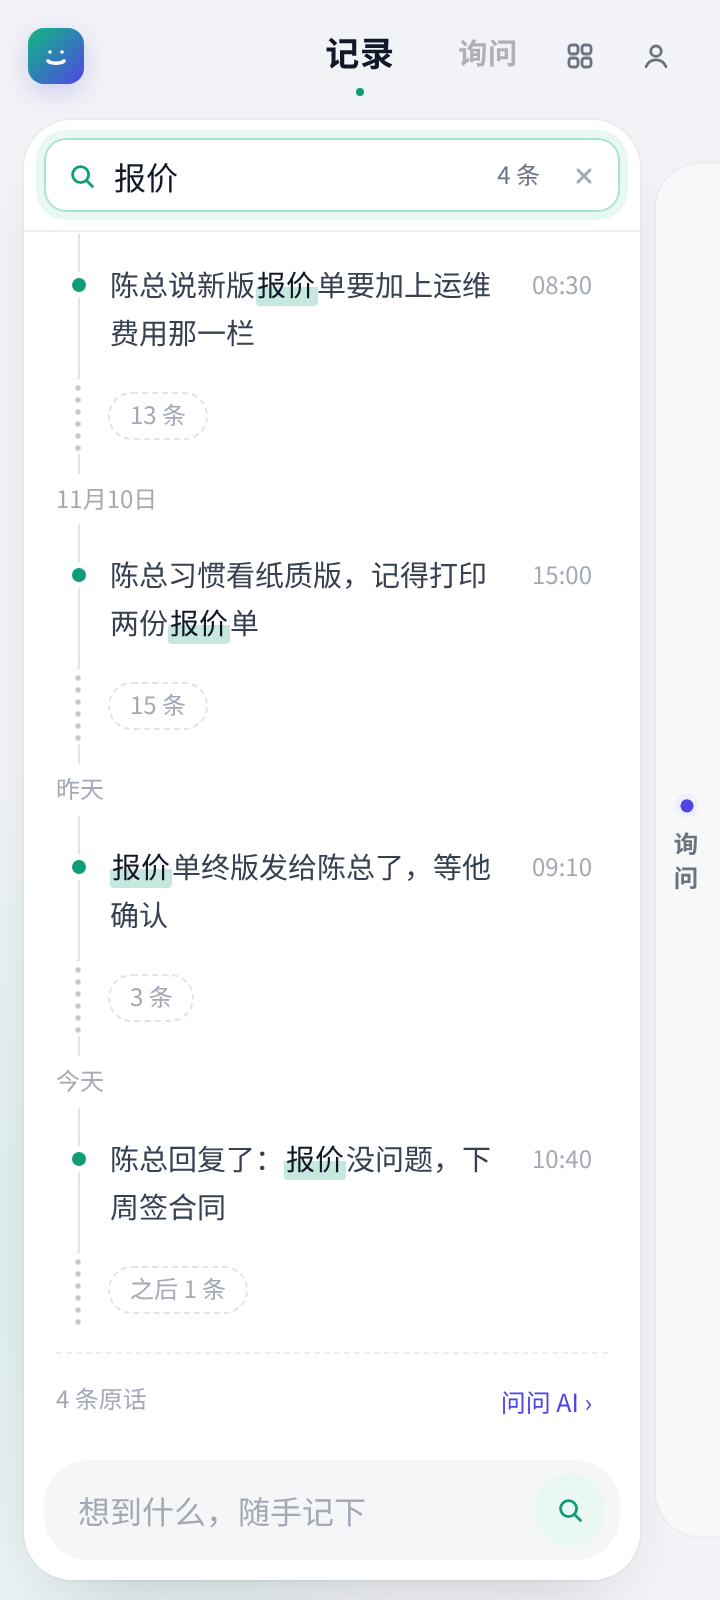 记录
询问
报价
4 条
陈总说新版报价单要加上运维
费用那一栏
08:30
13 条
11月10日
陈总习惯看纸质版，记得打印
两份报价单
15:00
15 条
昨天
报价单终版发给陈总了，等他
确认
09:10
3 条
今天
陈总回复了：报价没问题，下
周签合同
10:40
之后 1 条
4 条原话
问问 AI ›
想到什么，随手记下
询
问